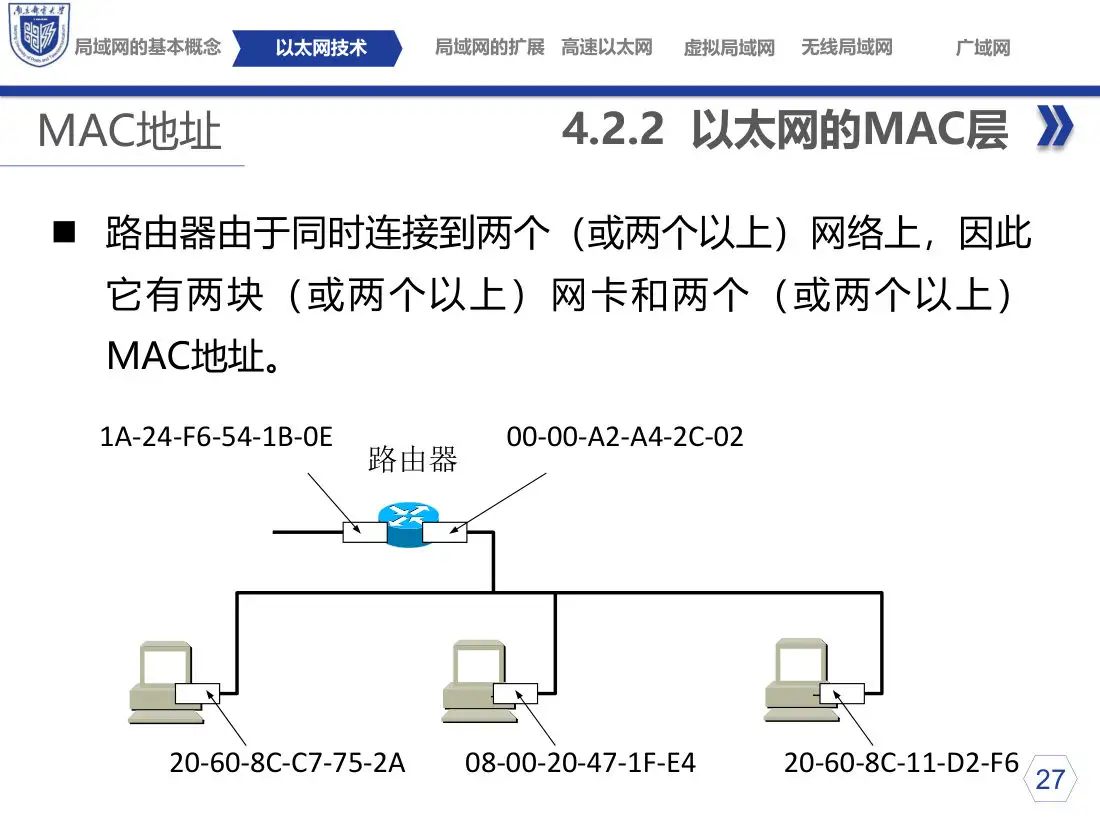 南京邮电大学
局域网的基本概念 以太网技术 局域网的扩展 高速以太网 虚拟局域网 无线局域网 广域网
MAC地址
4.2.2 以太网的MAC层
■ 路由器由于同时连接到两个（或两个以上）网络上，因此
它有两块（或两个以上）网卡和两个（或两个以上）
MAC地址。
1A-24-F6-54-1B-0E
路由器
00-00-A2-A4-2C-02
20-60-8C-C7-75-2A
08-00-20-47-1F-E4
20-60-8C-11-D2-F6
27